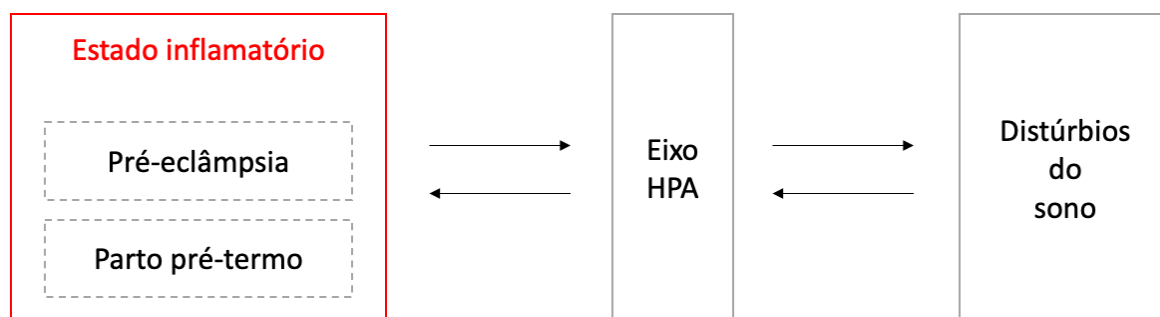 Estado inflamatório
Pré-eclâmpsia
Parto pré-termo
Eixo
HPA
Distúrbios
do
sono